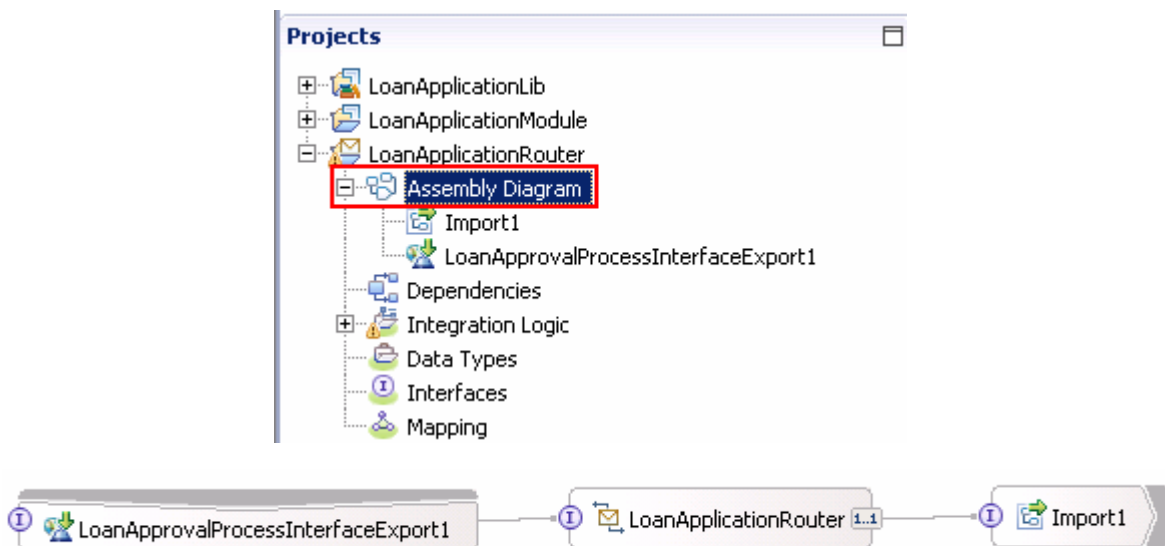 Projects
LoanApplicationLib
LoanApplicationModule
LoanApplicationRouter
Assembly Diagram
Import1
LoanApprovalProcessInterfaceExport1
Dependencies
Integration Logic
Data Types
Interfaces
Mapping
I LoanApprovalProcessInterfaceExport1 I LoanApplicationRouter 1..1 I Import1